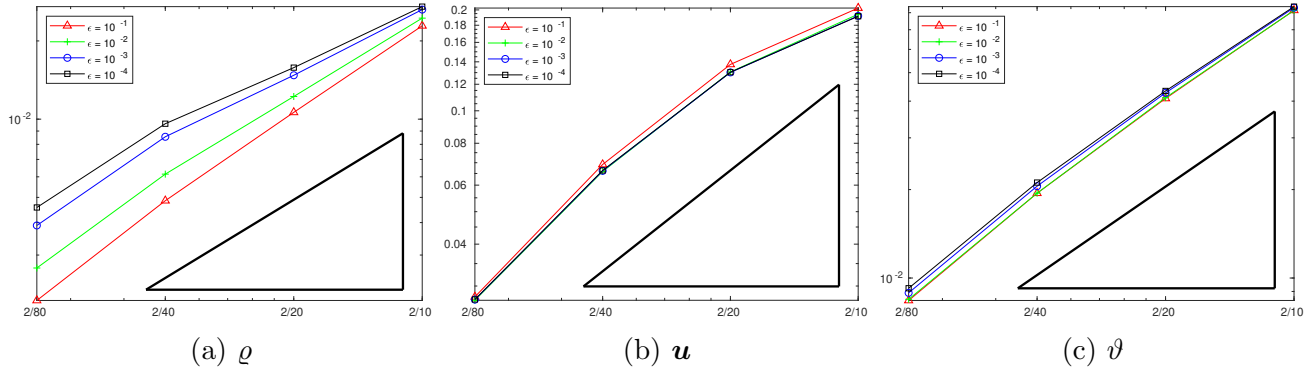 ϵ = 10 -1
ϵ = 10 -2
ϵ = 10 -3
ϵ = 10 -4
10-2
2/80 2/40 2/20 2/10
(a) ϱ
ϵ = 10 -1
ϵ = 10 -2
ϵ = 10 -3
ϵ = 10 -4
0.2
0.18
0.16
0.14
0.12
0.1
0.08
0.06
0.04
2/80 2/40 2/20 2/10
(b) u
ϵ = 10 -1
ϵ = 10 -2
ϵ = 10 -3
ϵ = 10 -4
10-2
2/80 2/40 2/20 2/10
(c) ϑ